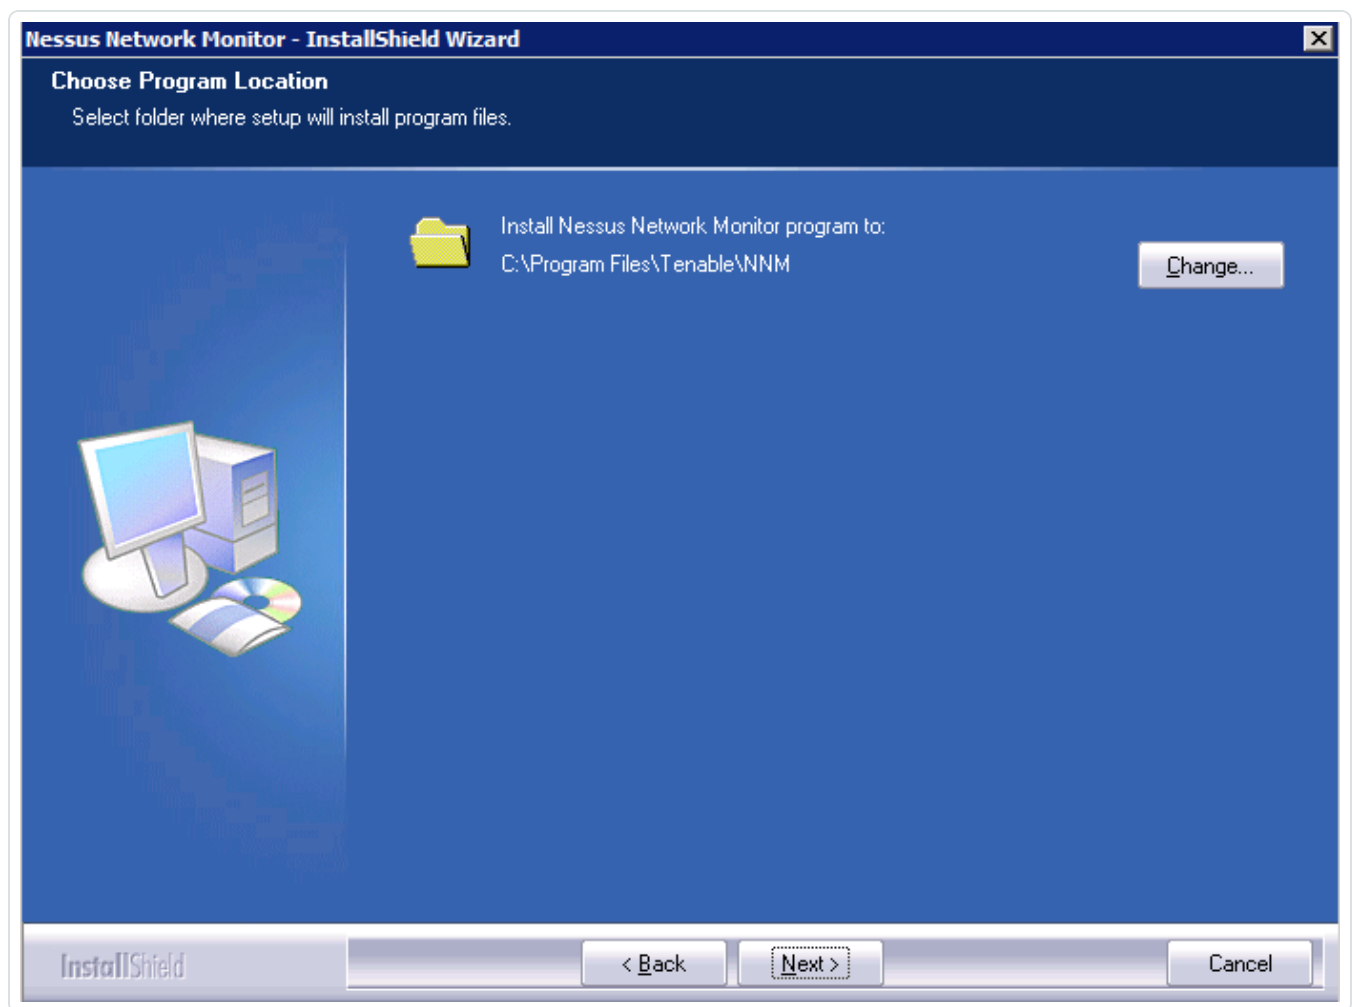 Nessus Network Monitor - InstallShield Wizard
Choose Program Location
Select folder where setup will install program files.
Install Nessus Network Monitor program to:
C:\Program Files\Tenable\NNM
Change...
InstallShield
< Back
Next >
Cancel